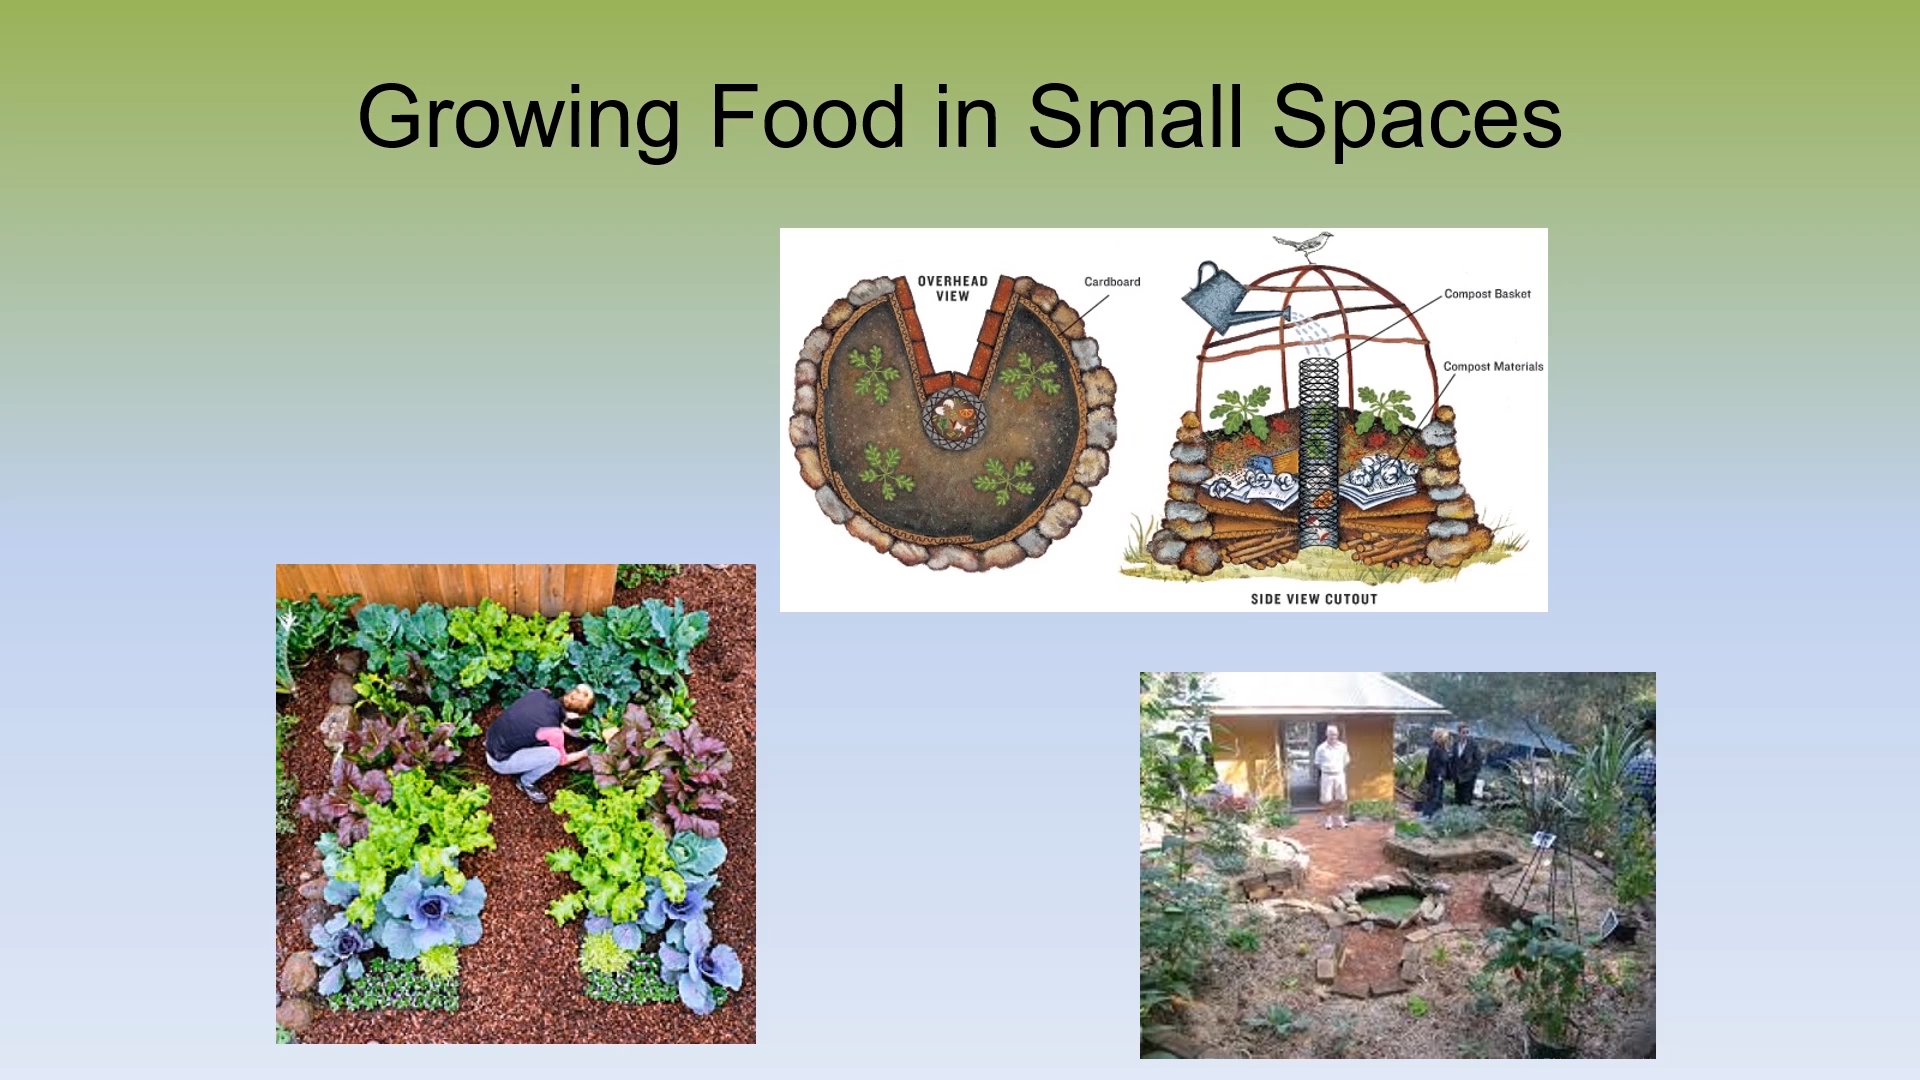 Growing Food in Small Spaces
OVERHEAD
VIEW
Cardboard
Compost Basket
Compost Materials
SIDE VIEW CUTOUT